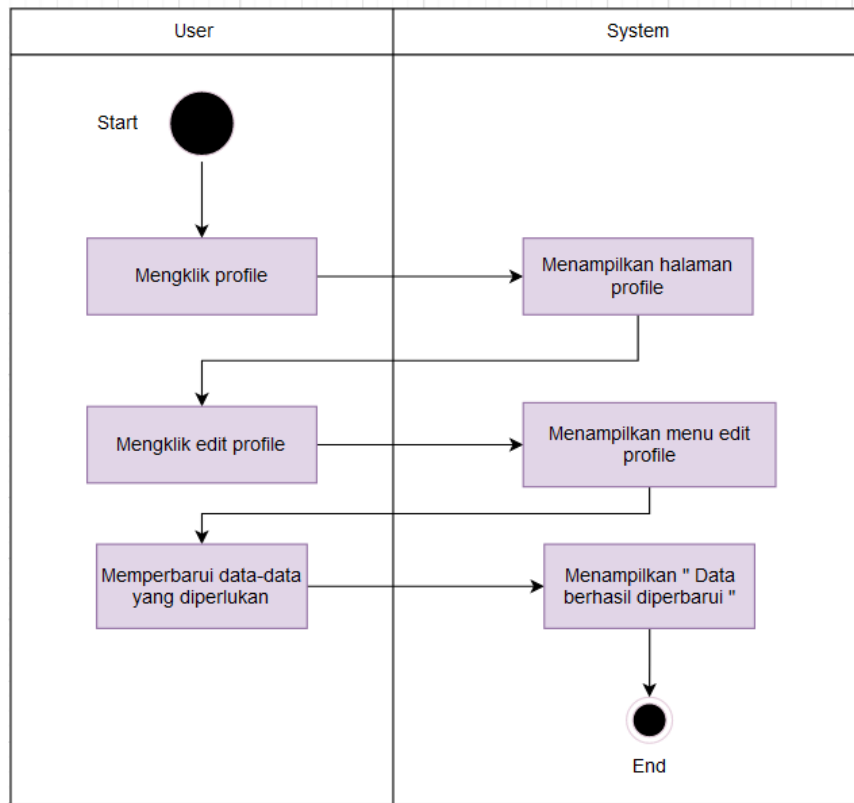 User
System
Start
Mengklik profile
Menampilkan halaman
profile
Mengklik edit profile
Menampilkan menu edit
profile
Memperbarui data-data
yang diperlukan
Menampilkan " Data
berhasil diperbarui "
End